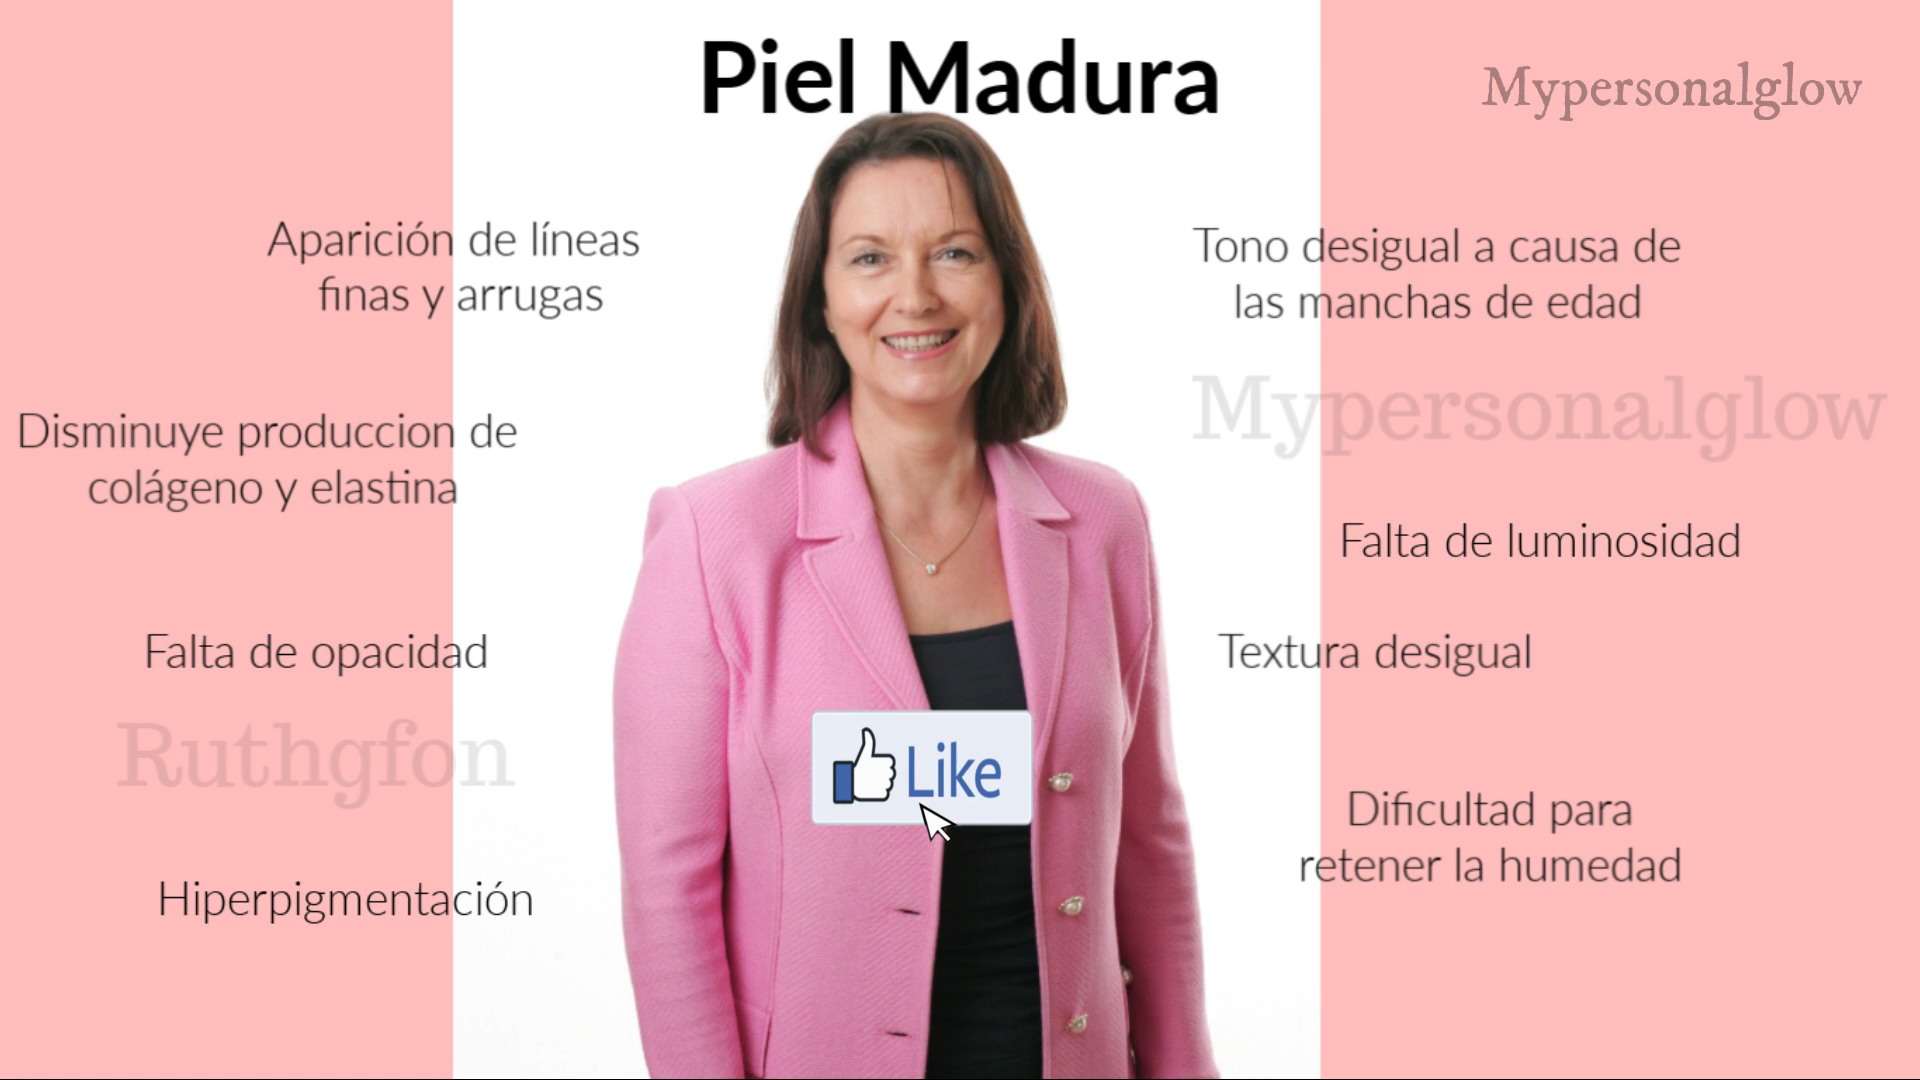 Piel Madura
Mypersonalglow
Aparición de líneas
finas y arrugas
Tono desigual a causa de
las manchas de edad
Mypersonalglow
Disminuye produccion de
colágeno y elastina
Falta de luminosidad
Falta de opacidad
Textura desigual
Ruthgfon
Like
Dificultad para
retener la humedad
Hiperpigmentación